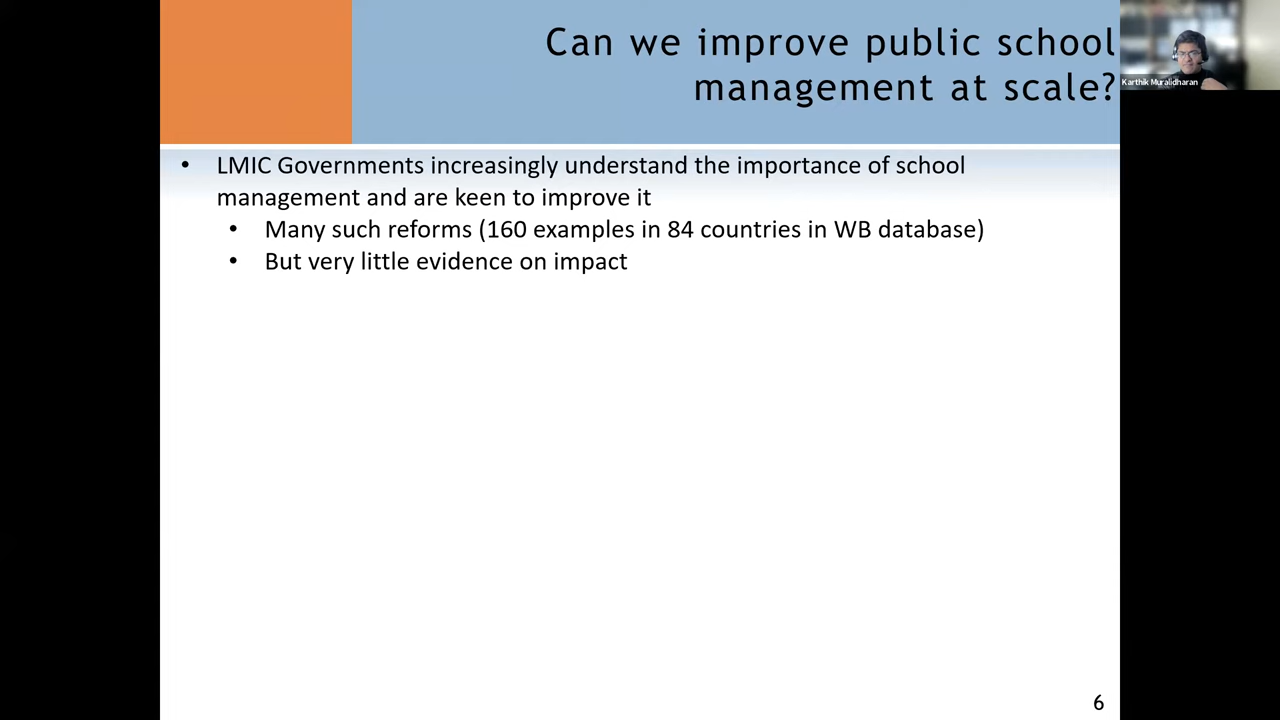 Can we improve public school
management at scale?
Karthik Muralidharan
• LMIC Governments increasingly understand the importance of school
management and are keen to improve it
• Many such reforms (160 examples in 84 countries in WB database)
• But very little evidence on impact
6